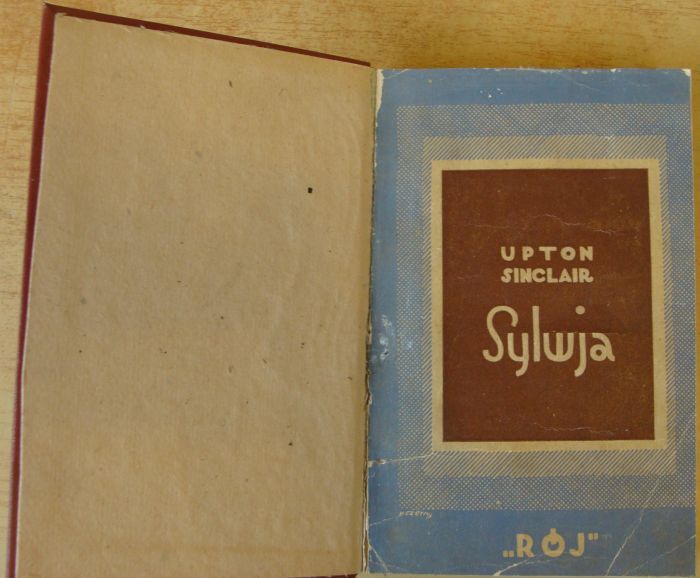 UPTON
SINCLAIR
Sylwja
„RÓJ"